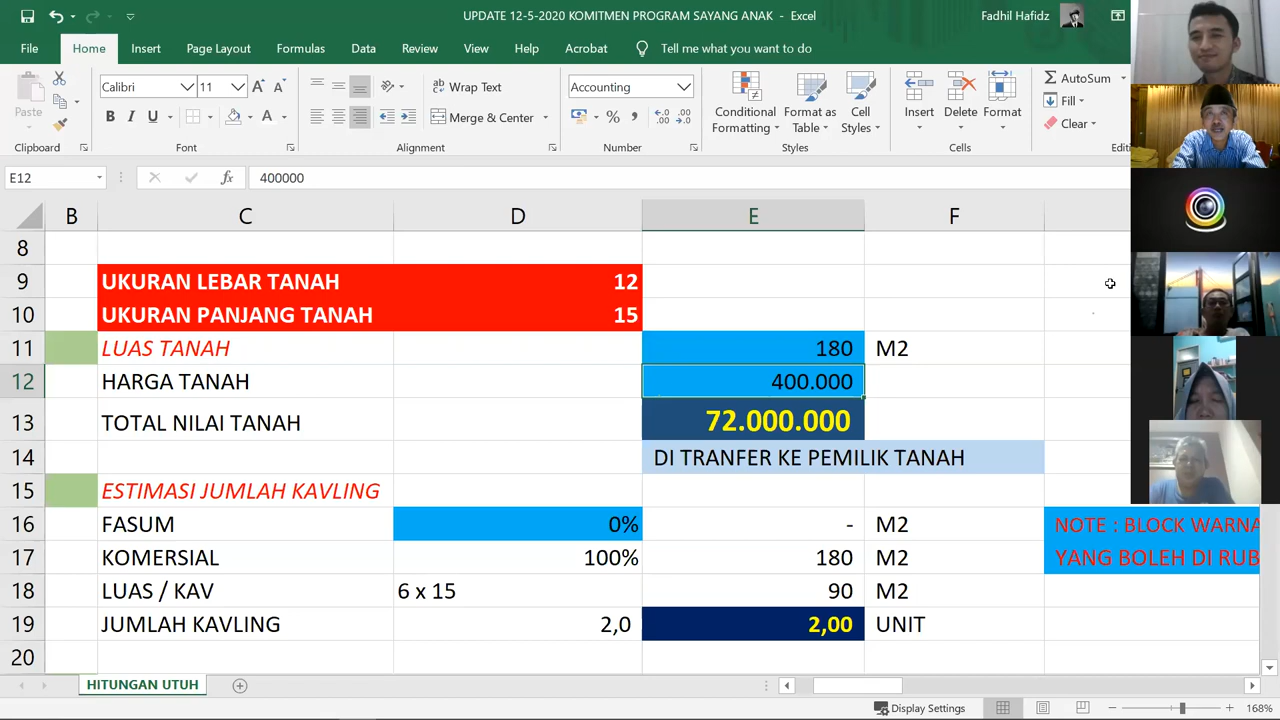 UPDATE 12-5-2020 KOMITMEN PROGRAM SAYANG ANAK - Excel
Fadhil Hafidz
File Home Insert Page Layout Formulas Data Review View Help Acrobat Tell me what you want to do
Paste
Calibri 11
Wrap Text
Merge & Center
Accounting
Conditional Formatting
Format as Table
Cell Styles
Insert
Delete
Format
AutoSum
Fill
Clear
Clipboard Font Alignment Number Styles Cells Editi
E12 fx 400000
B C D E F
8
9 UKURAN LEBAR TANAH 12
10 UKURAN PANJANG TANAH 15
11 LUAS TANAH 180 M2
12 HARGA TANAH 400.000
13 TOTAL NILAI TANAH 72.000.000
14 DI TRANFER KE PEMILIK TANAH
15 ESTIMASI JUMLAH KAVLING
16 FASUM 0% - M2 NOTE : BLOCK WARNA
17 KOMERSIAL 100% 180 M2 YANG BOLEH DI RUB
18 LUAS / KAV 6 x 15 90 M2
19 JUMLAH KAVLING 2,0 2,00 UNIT
20
HITUNGAN UTUH
Display Settings
168%